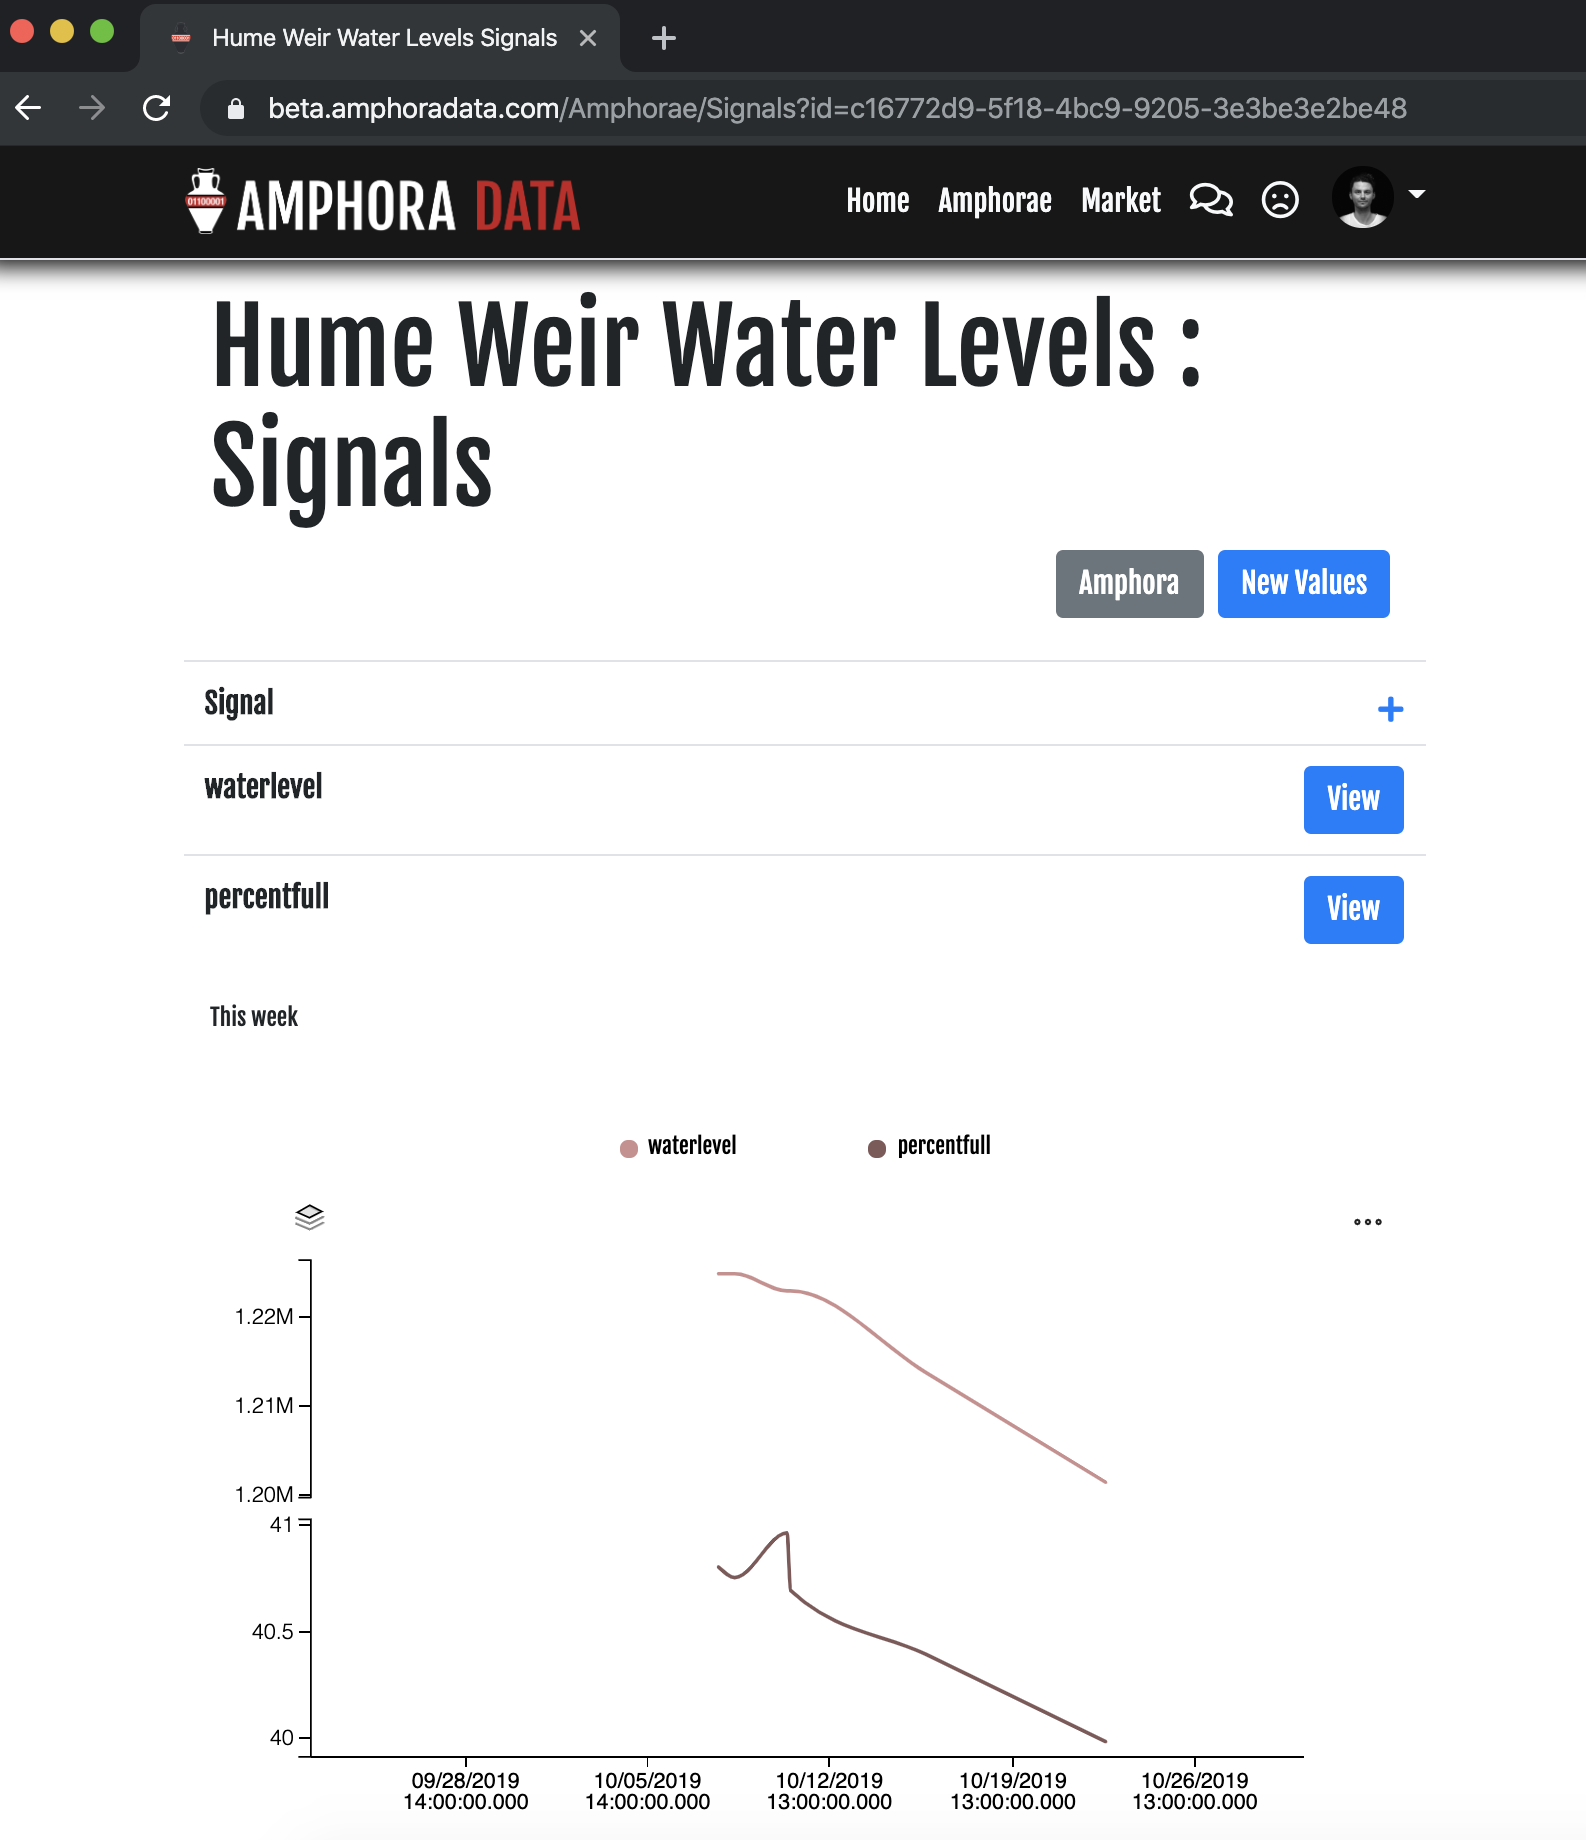 Hume Weir Water Levels Signals
beta.amphoradata.com/Amphorae/Signals?id=c16772d9-5f18-4bc9-9205-3e3be3e2be48
01100001
AMPHORA DATA
Home Amphorae Market
Hume Weir Water Levels :
Signals
Amphora New Values
Signal
waterlevel View
percentfull View
This week
waterlevel percentfull
1.22M
1.21M
1.20M
41
40.5
40
09/28/2019 10/05/2019 10/12/2019 10/19/2019 10/26/2019
14:00:00.000 14:00:00.000 13:00:00.000 13:00:00.000 13:00:00.000